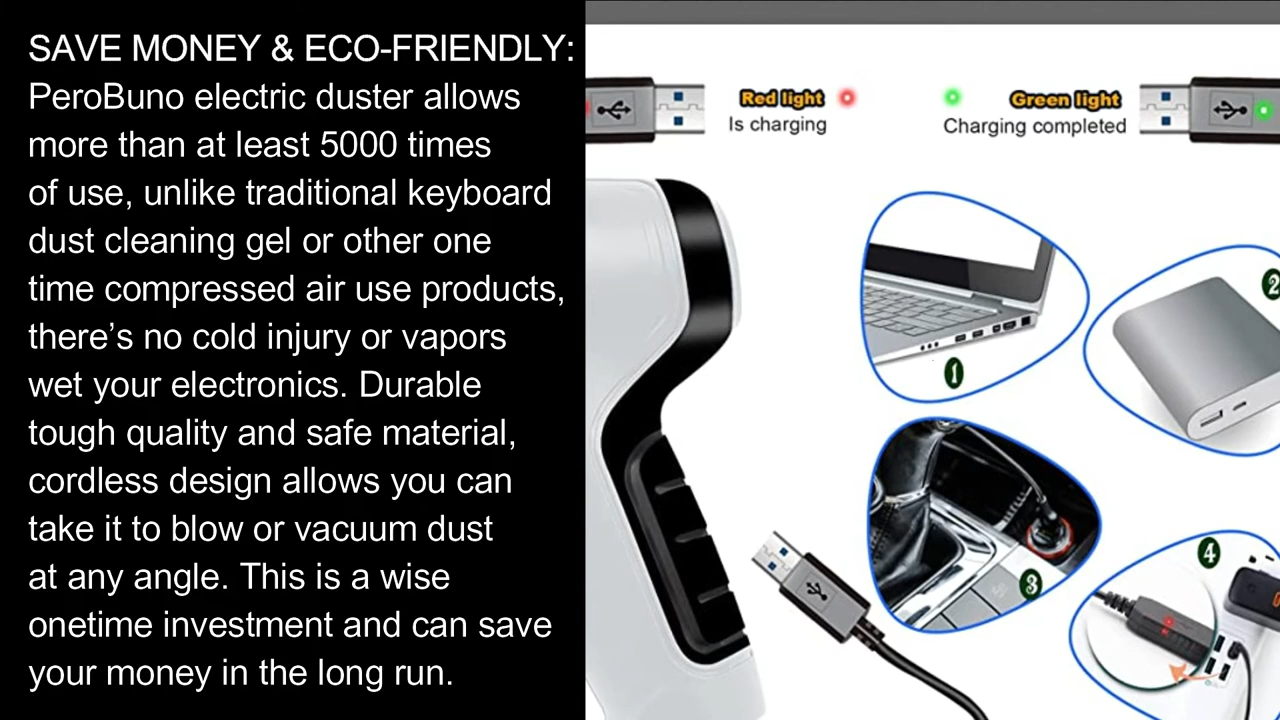 SAVE MONEY & ECO-FRIENDLY:
PeroBuno electric duster allows
more than at least 5000 times
of use, unlike traditional keyboard
dust cleaning gel or other one
time compressed air use products,
there’s no cold injury or vapors
wet your electronics. Durable
tough quality and safe material,
cordless design allows you can
take it to blow or vacuum dust
at any angle. This is a wise
onetime investment and can save
your money in the long run.
Red light
Is charging
Green light
Charging completed
1
2
3
4